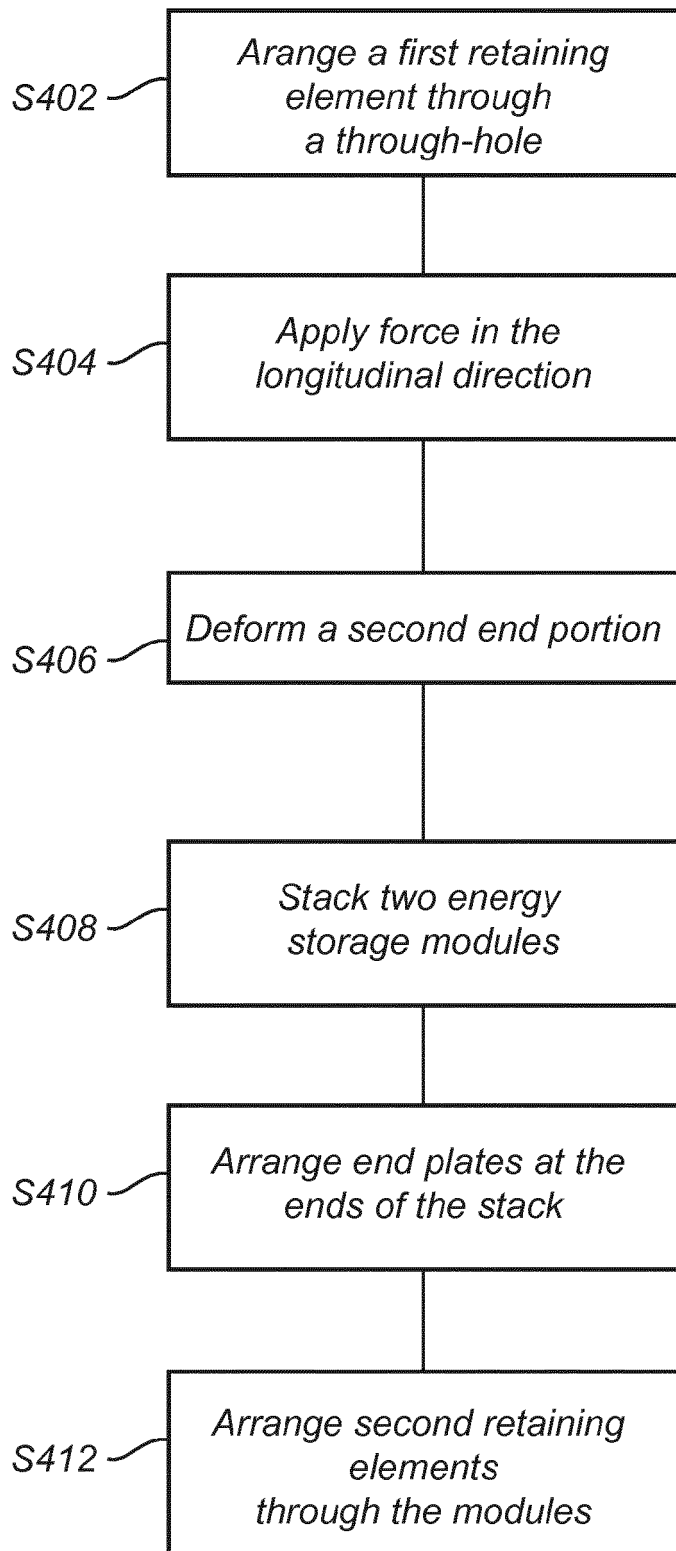 S402
Arange a first retaining
element through
a through-hole
S404
Apply force in the
longitudinal direction
S406
Deform a second end portion
S408
Stack two energy
storage modules
S410
Arrange end plates at the
ends of the stack
S412
Arrange second retaining
elements
through the modules